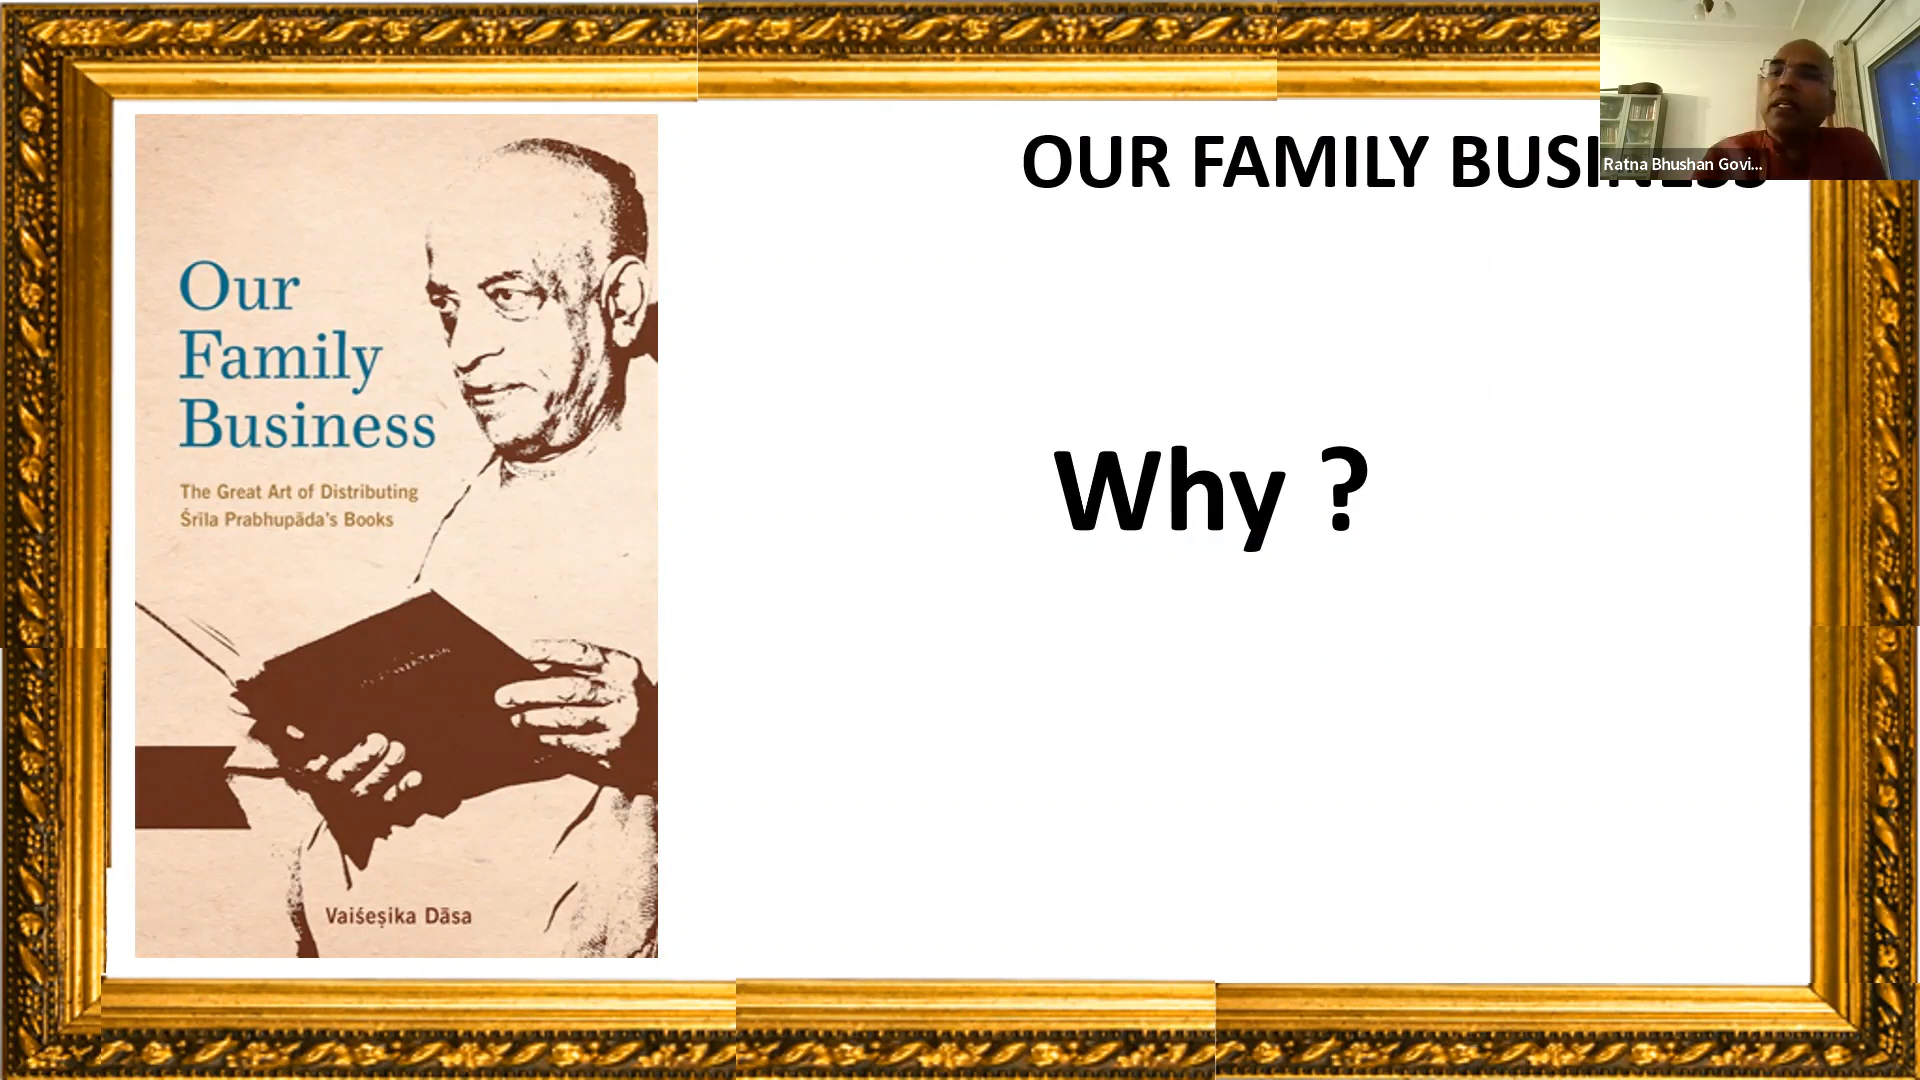 Our
Family
Business
The Great Art of Distributing
Śrīla Prabhupāda's Books
Vaiśeṣika Dāsa
OUR FAMILY BUSINESS
Why ?
Ratna Bhushan Govi...